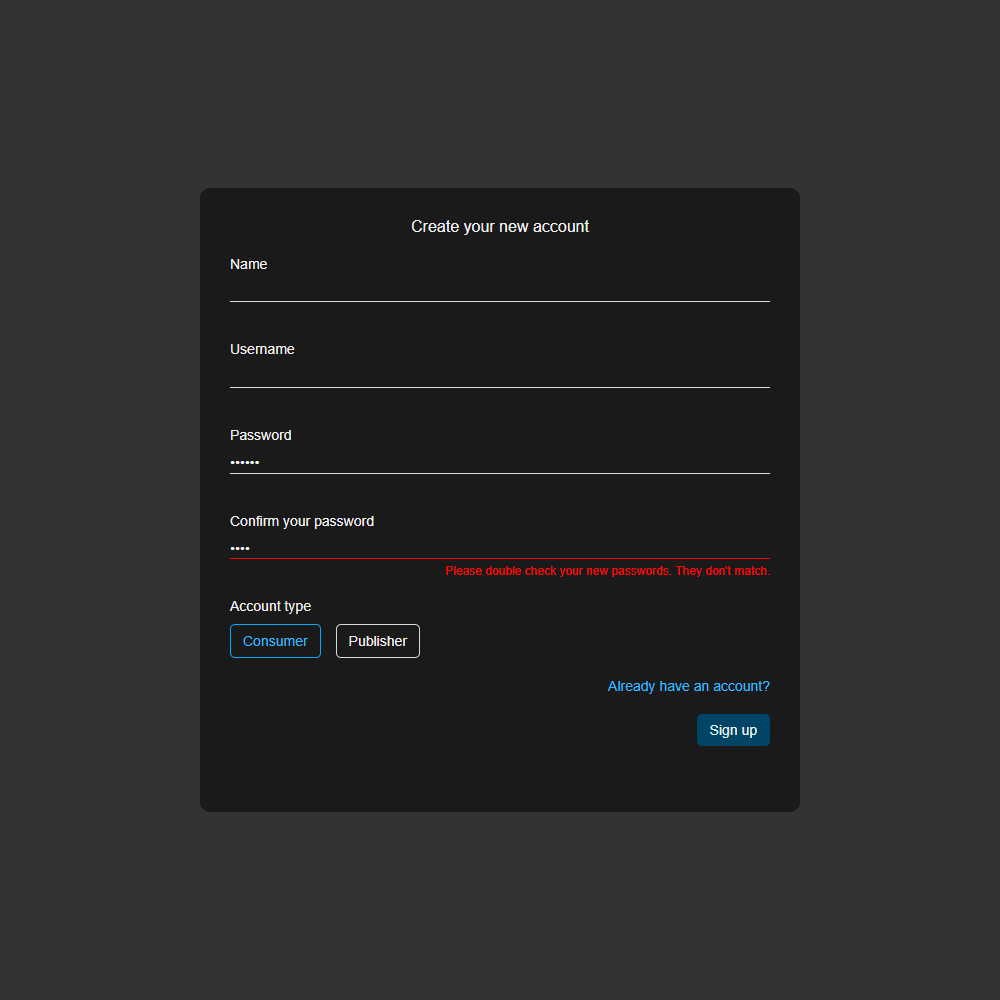 Create your new account
Name
Username
Password
••••••
Confirm your password
••••
Please double check your new passwords. They don't match.
Account type
Consumer Publisher
Already have an account?
Sign up